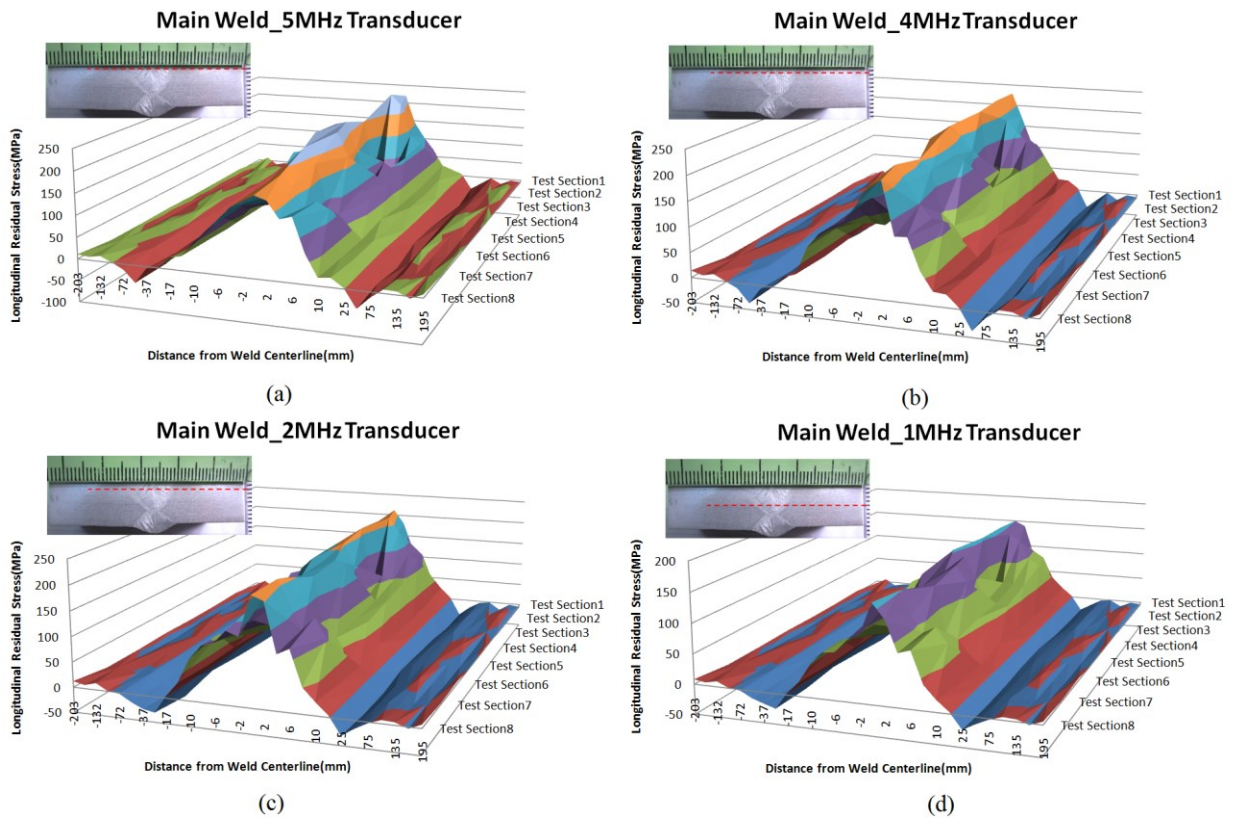 Main Weld_5MHz Transducer
Longitudinal Residual Stress(MPa)
250
200
150
100
50
0
-50
-100
-203
-132
-72
-37
-17
-10
-6
-2
2
6
10
25
75
135
195
Test Section1
Test Section2
Test Section3
Test Section4
Test Section5
Test Section6
Test Section7
Test Section8
Distance from Weld Centerline(mm)
(a)
Main Weld_4MHz Transducer
Longitudinal Residual Stress(MPa)
250
200
150
100
50
0
-50
-203
-132
-72
-37
-17
-10
-6
-2
2
6
10
25
75
135
195
Test Section1
Test Section2
Test Section3
Test Section4
Test Section5
Test Section6
Test Section7
Test Section8
Distance from Weld Centerline(mm)
(b)
Main Weld_2MHz Transducer
Longitudinal Residual Stress(MPa)
250
200
150
100
50
0
-50
-203
-132
-72
-37
-17
-10
-6
-2
2
6
10
25
75
135
195
Test Section1
Test Section2
Test Section3
Test Section4
Test Section5
Test Section6
Test Section7
Test Section8
Distance from Weld Centerline(mm)
(c)
Main Weld_1MHz Transducer
Longitudinal Residual Stress(MPa)
200
150
100
50
0
-50
-203
-132
-72
-37
-17
-10
-6
-2
2
6
10
25
75
135
195
Test Section1
Test Section2
Test Section3
Test Section4
Test Section5
Test Section6
Test Section7
Test Section8
Distance from Weld Centerline(mm)
(d)